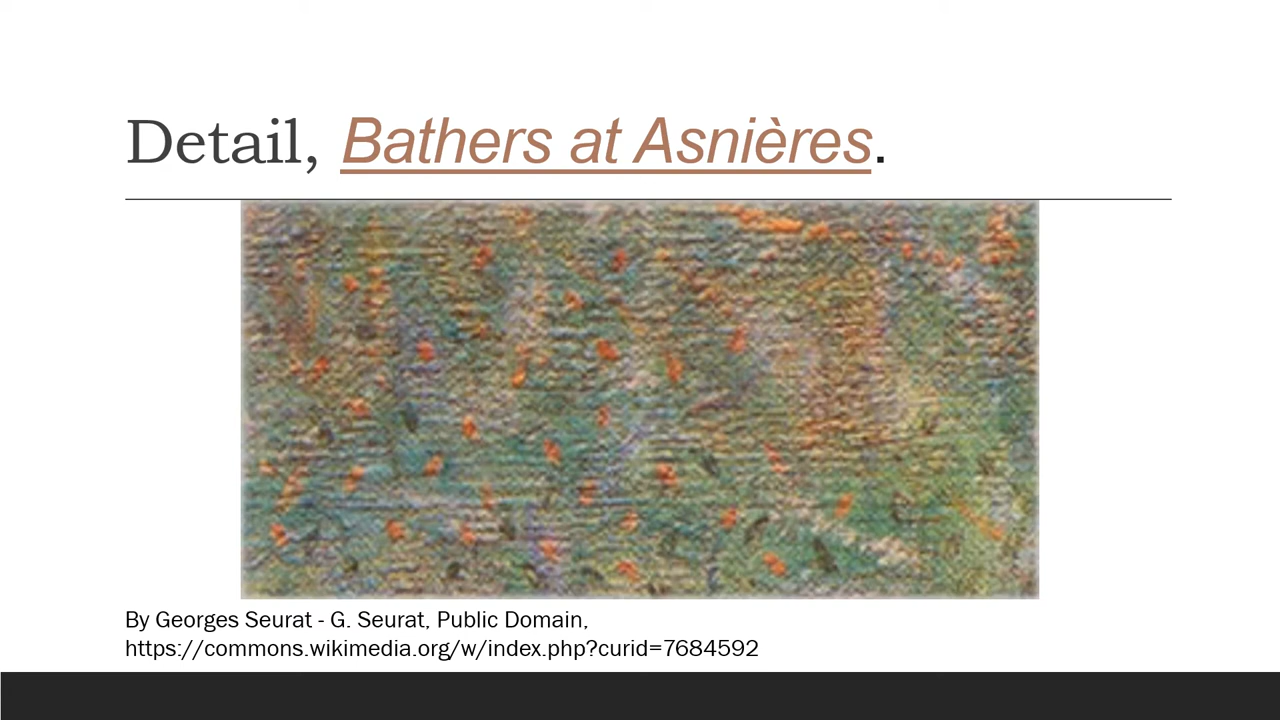 Detail, Bathers at Asnières.
By Georges Seurat - G. Seurat, Public Domain,
https://commons.wikimedia.org/w/index.php?curid=7684592